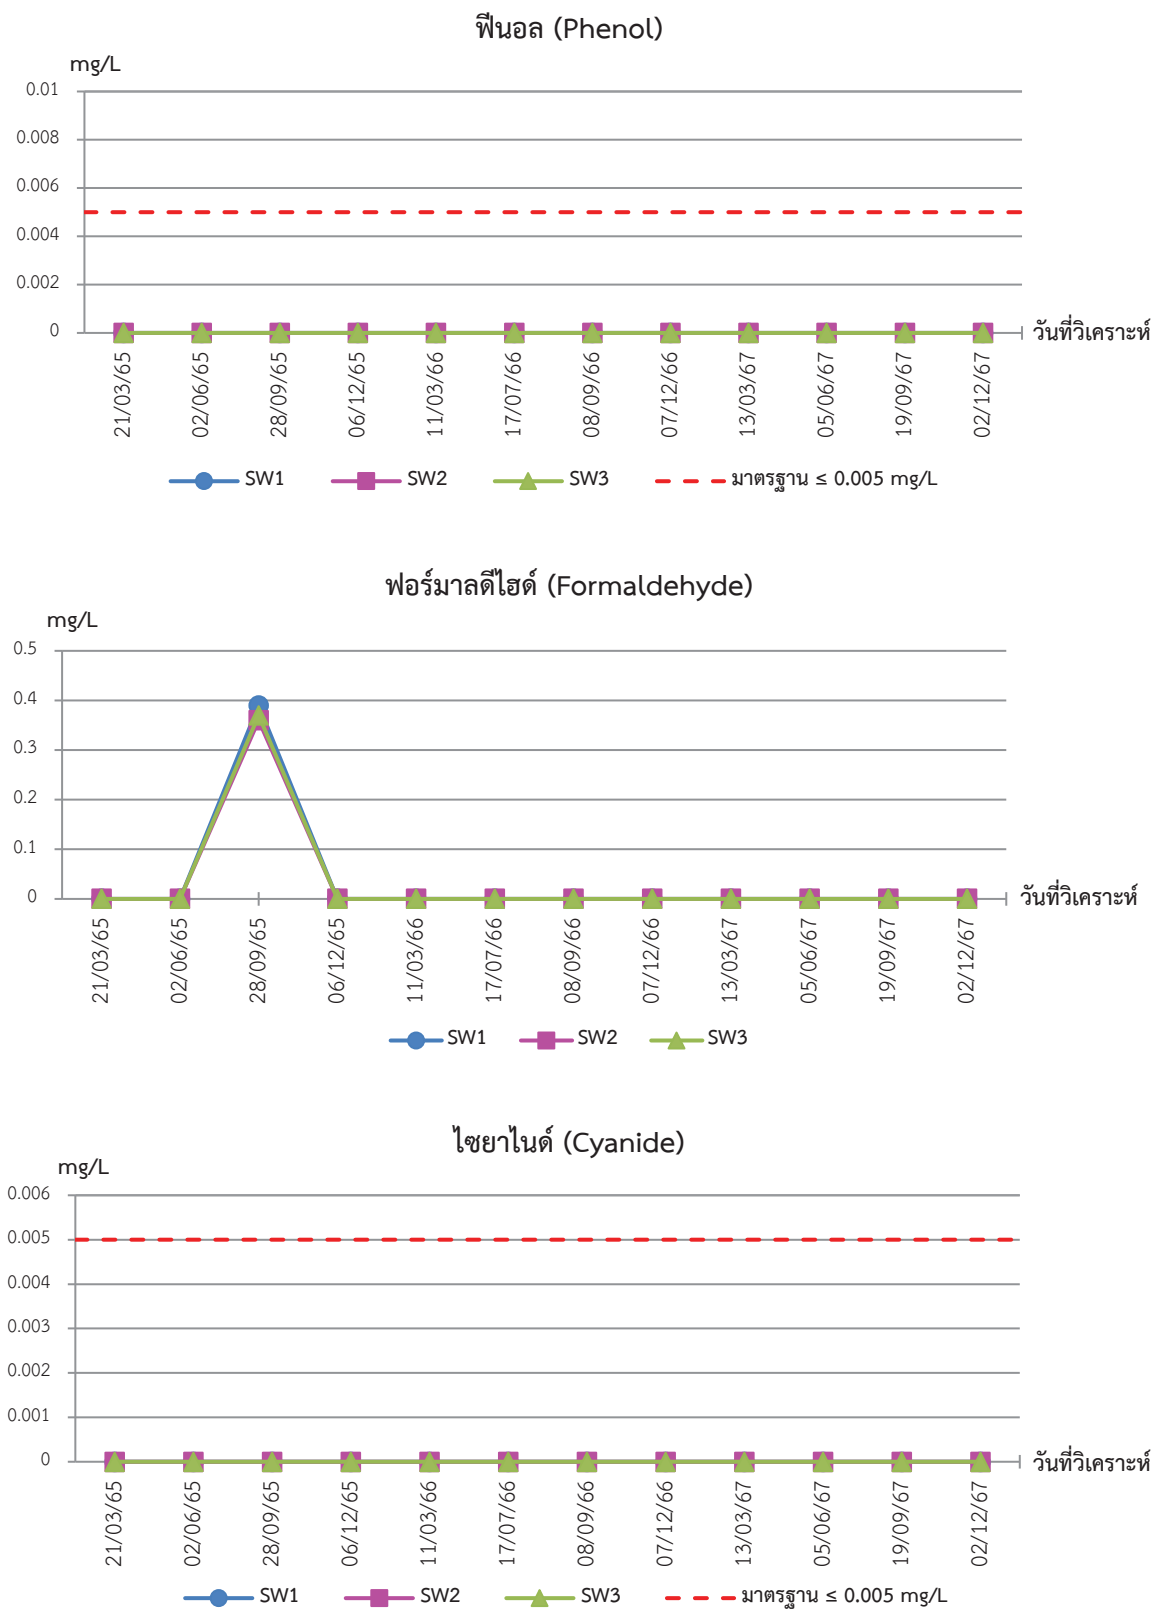 ฟีนอล (Phenol)
mg/L
0.01
0.008
0.006
0.004
0.002
0
วันที่วิเคราะห์
21/03/65 02/06/65 28/09/65 06/12/65 11/03/66 17/07/66 08/09/66 07/12/66 13/03/67 05/06/67 19/09/67 02/12/67
SW1 SW2 SW3 มาตรฐาน ≤ 0.005 mg/L
ฟอร์มาลดีไฮด์ (Formaldehyde)
mg/L
0.5
0.4
0.3
0.2
0.1
0
วันที่วิเคราะห์
21/03/65 02/06/65 28/09/65 06/12/65 11/03/66 17/07/66 08/09/66 07/12/66 13/03/67 05/06/67 19/09/67 02/12/67
SW1 SW2 SW3
ไซยาไนด์ (Cyanide)
mg/L
0.006
0.005
0.004
0.003
0.002
0.001
0
วันที่วิเคราะห์
21/03/65 02/06/65 28/09/65 06/12/65 11/03/66 17/07/66 08/09/66 07/12/66 13/03/67 05/06/67 19/09/67 02/12/67
SW1 SW2 SW3 มาตรฐาน ≤ 0.005 mg/L